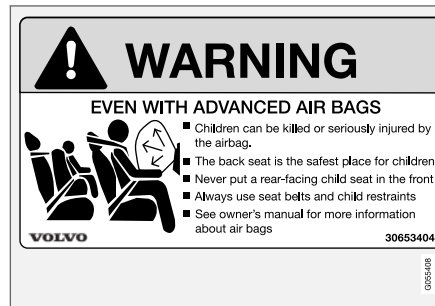 WARNING
EVEN WITH ADVANCED AIR BAGS
■ Children can be killed or seriously injured by
the airbag.
■ The back seat is the safest place for children
■ Never put a rear-facing child seat in the front
■ Always use seat belts and child restraints
■ See owner's manual for more information
about air bags
VOLVO
30653404
G055408